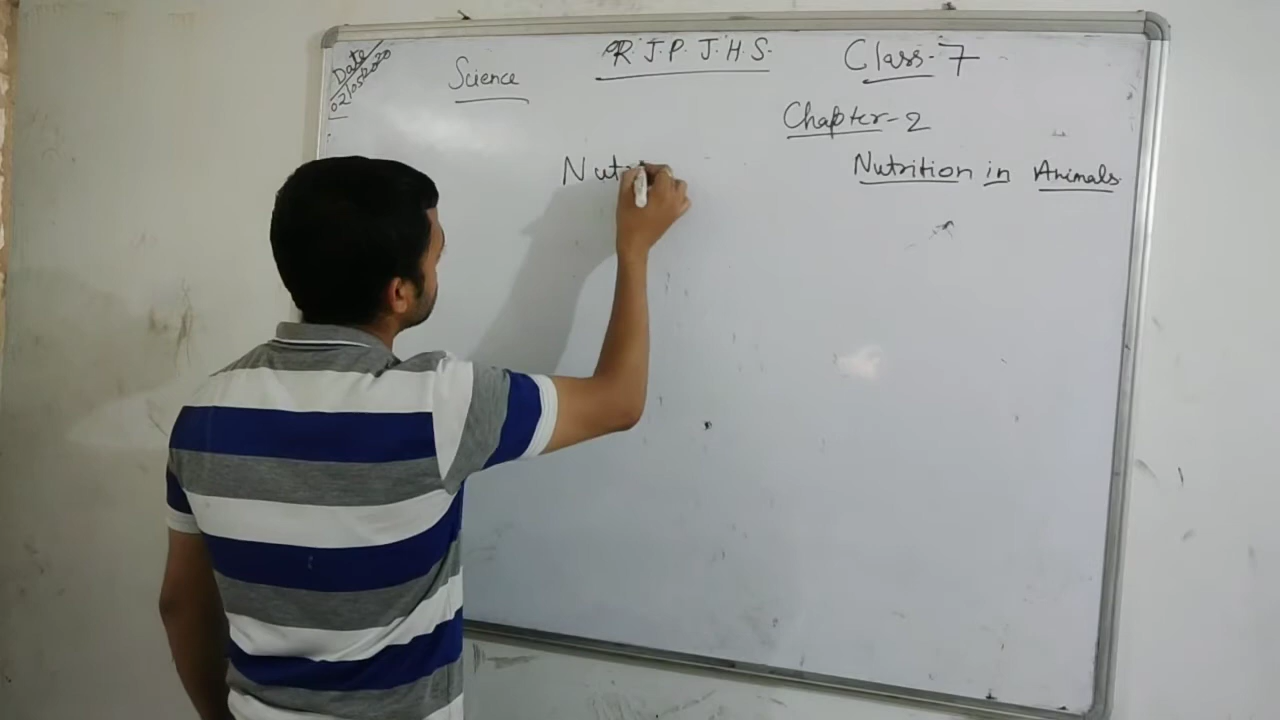 Date
02/05/2020
Science
R.J.P. J.H.S.
Class-7
Chapter-2
Nutrition in Animals
Nut